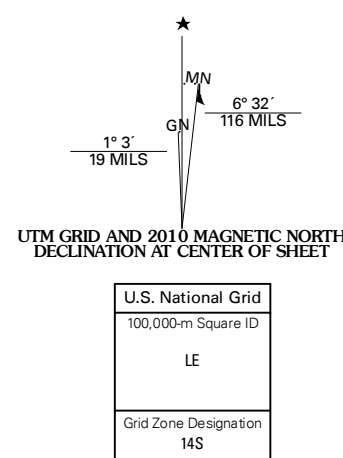 MN
GN
6° 32´
116 MILS
1° 3´
19 MILS
UTM GRID AND 2010 MAGNETIC NORTH
DECLINATION AT CENTER OF SHEET
U.S. National Grid
100,000-m Square ID
LE
Grid Zone Designation
14S